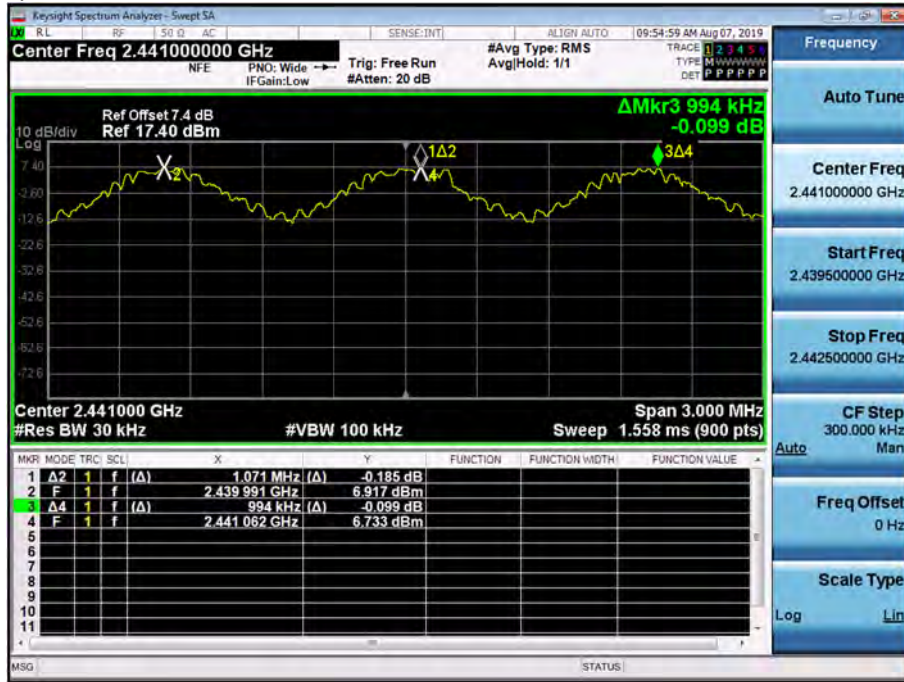 Keysight Spectrum Analyzer - Swept SA
RL RF 50 Ω AC SENSE:INT ALIGN AUTO 09:54:59 AM Aug 07, 2019
Center Freq 2.441000000 GHz #Avg Type: RMS TRACE 1 2 3 4 5 6
NFE PNO: Wide Trig: Free Run Avg|Hold: 1/1 TYPE M WWWWW
IFGain:Low #Atten: 20 dB DET P P P P P P
Frequency
Auto Tune
Center Freq
2.441000000 GHz
Start Freq
2.439500000 GHz
Stop Freq
2.442500000 GHz
CF Step
300.000 kHz
Auto Man
Freq Offset
0 Hz
Scale Type
Log Lin
ΔMkr3 994 kHz
-0.099 dB
Ref Offset 7.4 dB
10 dB/div Ref 17.40 dBm
Log
1Δ2
3Δ4
2
4
7.40
-2.60
-12.6
-22.6
-32.6
-42.6
-52.6
-62.6
-72.6
Center 2.441000 GHz Span 3.000 MHz
#Res BW 30 kHz #VBW 100 kHz Sweep 1.558 ms (900 pts)
MKR MODE TRC SCL X Y FUNCTION FUNCTION WIDTH FUNCTION VALUE
1 Δ2 1 f (Δ) 1.071 MHz (Δ) -0.185 dB
2 F 1 f 2.439 991 GHz 6.917 dBm
3 Δ4 1 f (Δ) 994 kHz (Δ) -0.099 dB
4 F 1 f 2.441 062 GHz 6.733 dBm
5
6
7
8
9
10
11
MSG STATUS